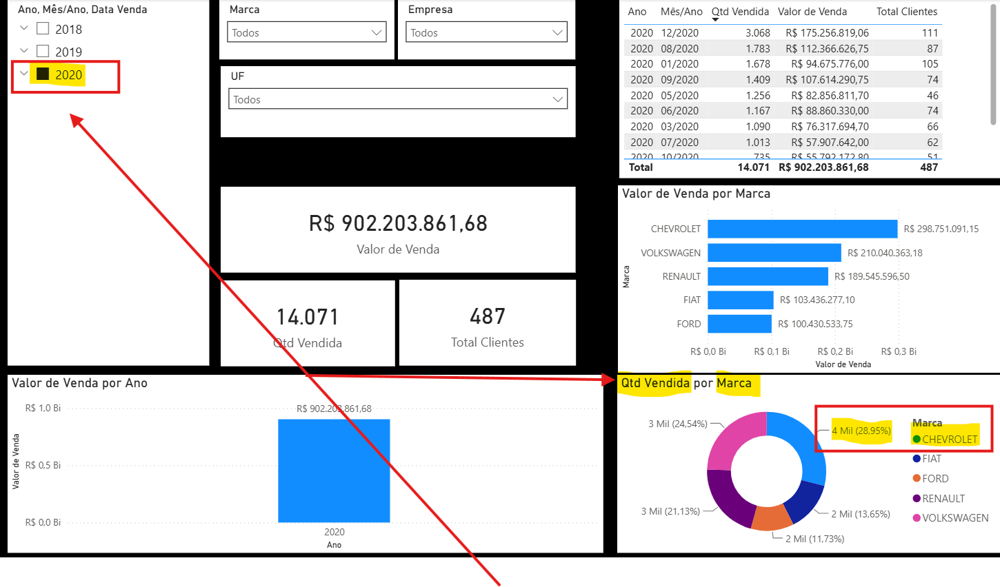 Ano, Mês/Ano, Data Venda
2018
2019
2020
Marca
Todos
Empresa
Todos
UF
Todos
R$ 902.203.861,68
Valor de Venda
14.071
Qtd Vendida
487
Total Clientes
Ano Mês/Ano Qtd Vendida Valor de Venda Total Clientes
2020 12/2020 3.068 R$ 175.256.819,06 111
2020 08/2020 1.783 R$ 112.366.626,75 87
2020 01/2020 1.678 R$ 94.675.776,00 105
2020 09/2020 1.409 R$ 107.614.290,75 74
2020 05/2020 1.256 R$ 82.856.811,70 46
2020 06/2020 1.167 R$ 88.860.330,00 74
2020 03/2020 1.090 R$ 76.317.694,70 66
2020 07/2020 1.013 R$ 57.907.642,00 62
2020 10/2020 735 R$ 55.792.172,80 51
Total 14.071 R$ 902.203.861,68 487
Valor de Venda por Marca
Marca
CHEVROLET R$ 298.751.091,15
VOLKSWAGEN R$ 210.040.363,18
RENAULT R$ 189.545.596,50
FIAT R$ 103.436.277,10
FORD R$ 100.430.533,75
R$ 0,0 Bi R$ 0,1 Bi R$ 0,2 Bi R$ 0,3 Bi
Valor de Venda
Valor de Venda por Ano
Valor de Venda
R$ 1,0 Bi
R$ 0,5 Bi
R$ 0,0 Bi
R$ 902.203.861,68
2020
Ano
Qtd Vendida por Marca
3 Mil (24,54%)
4 Mil (28,95%)
3 Mil (21,13%)
2 Mil (13,65%)
2 Mil (11,73%)
Marca
CHEVROLET
FIAT
FORD
RENAULT
VOLKSWAGEN